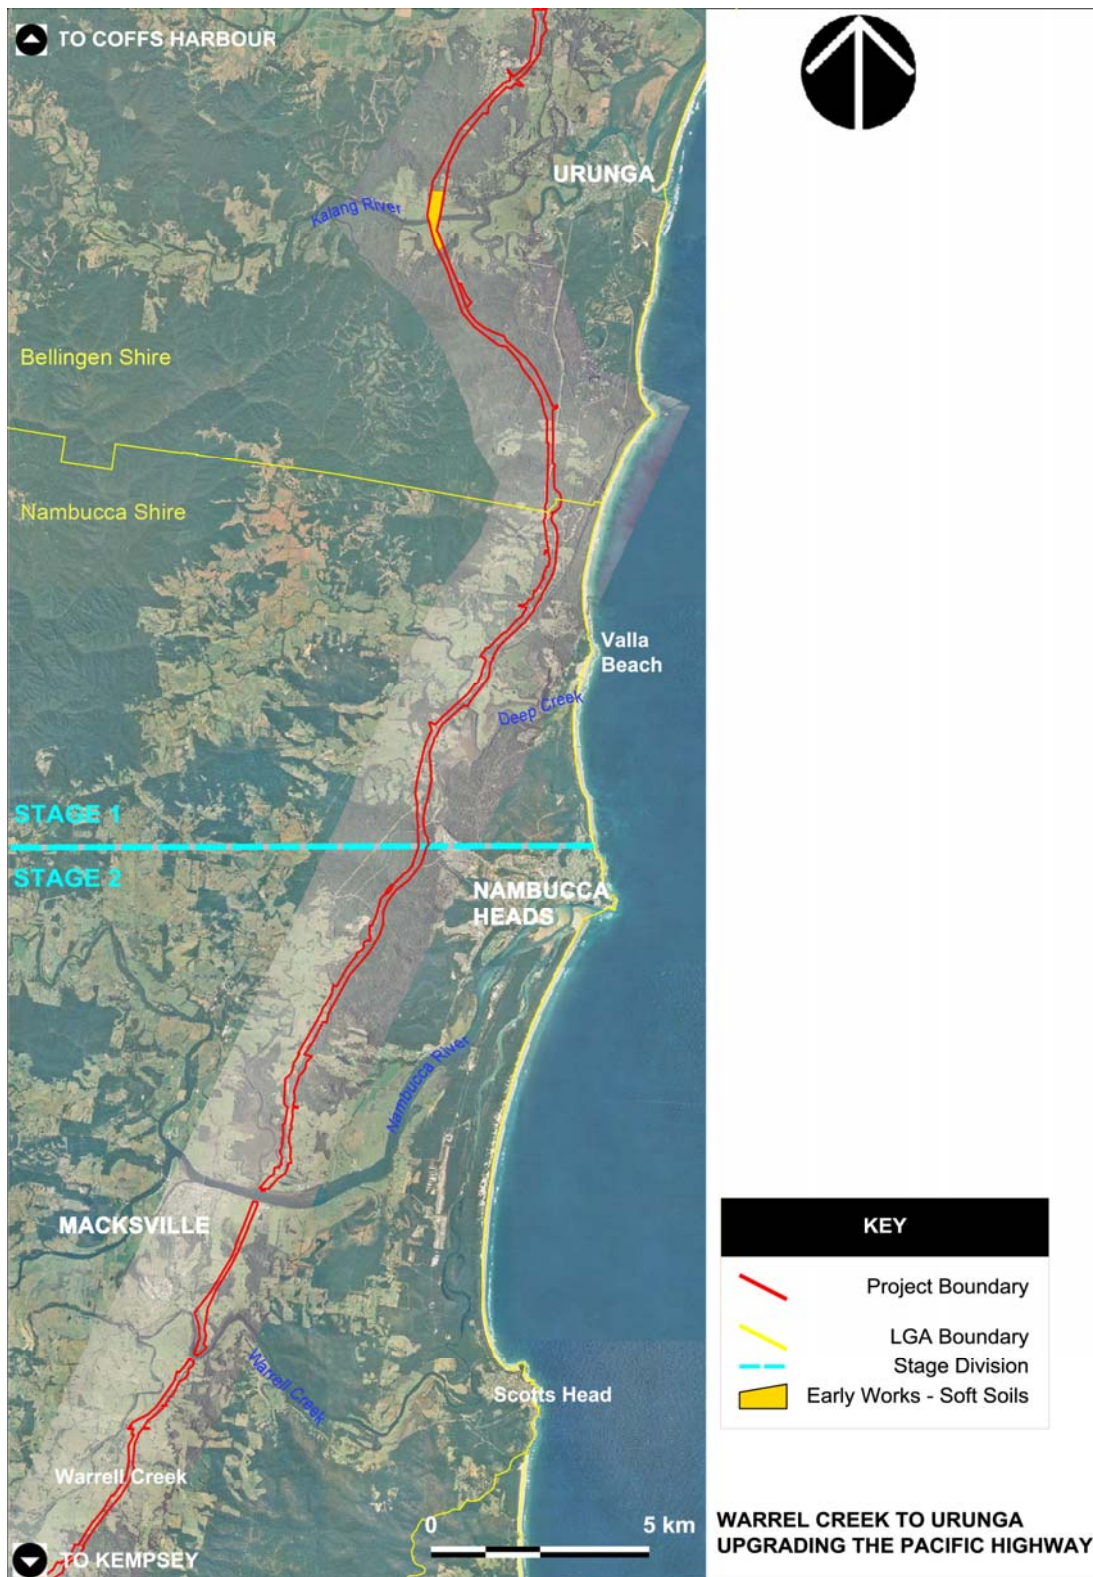 TO COFFS HARBOUR
URUNGA
Kalang River
Bellingen Shire
Nambucca Shire
Valla
Beach
Deep Creek
STAGE 1
STAGE 2
NAMBUCCA
HEADS
Nambucca River
MACKSVILLE
Warrell Creek
Scotts Head
Warrell Creek
TO KEMPSEY
0 5 km
KEY
Project Boundary
LGA Boundary
Stage Division
Early Works - Soft Soils
WARREL CREEK TO URUNGA
UPGRADING THE PACIFIC HIGHWAY